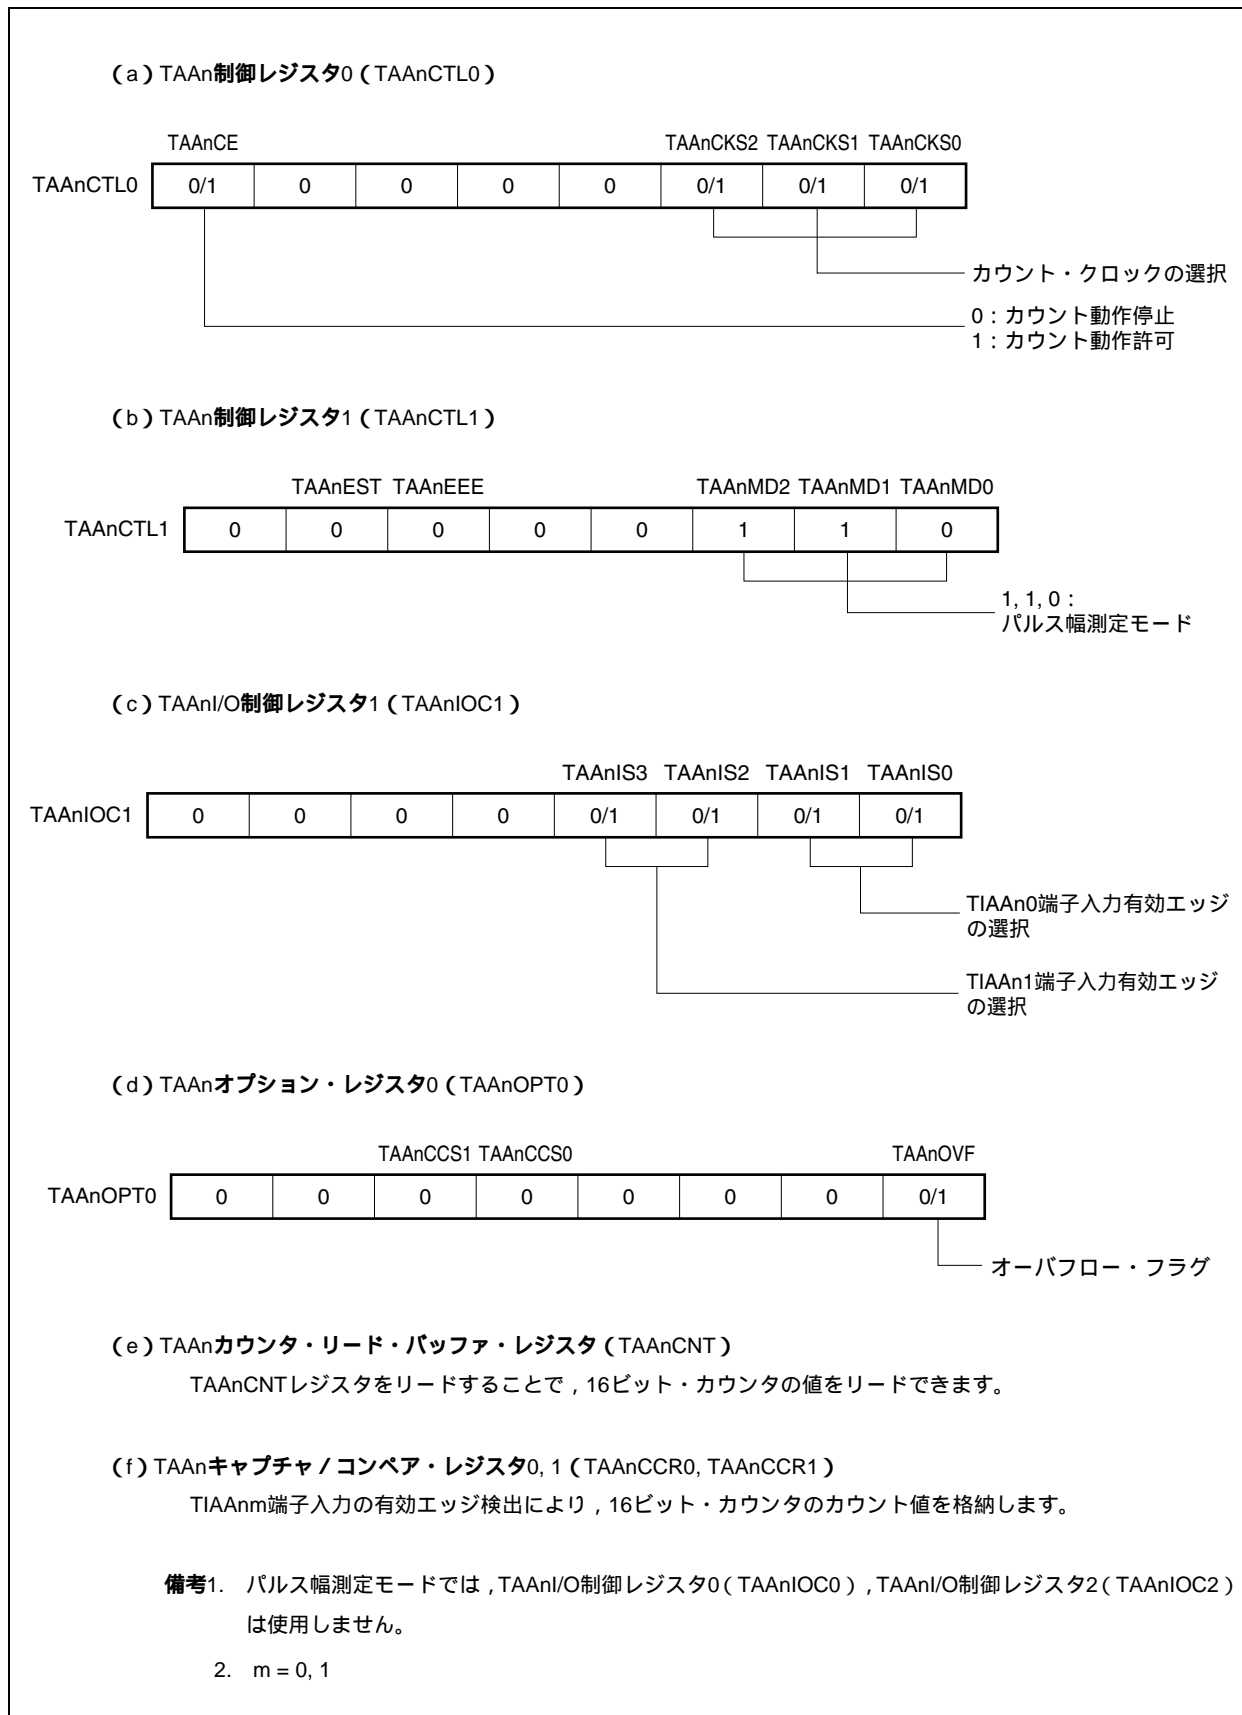 (a) TAAn制御レジスタ0 (TAAnCTL0)
TAAnCE TAAnCKS2 TAAnCKS1 TAAnCKS0
TAAnCTL0 0/1 0 0 0 0 0/1 0/1 0/1
カウント・クロックの選択
0：カウント動作停止
1：カウント動作許可
(b) TAAn制御レジスタ1 (TAAnCTL1)
TAAnEST TAAnEEE TAAnMD2 TAAnMD1 TAAnMD0
TAAnCTL1 0 0 0 0 0 1 1 0
1, 1, 0：
パルス幅測定モード
(c) TAAnI/O制御レジスタ1 (TAAnIOC1)
TAAnIS3 TAAnIS2 TAAnIS1 TAAnIS0
TAAnIOC1 0 0 0 0 0/1 0/1 0/1 0/1
TIAAn0端子入力有効エッジ
の選択
TIAAn1端子入力有効エッジ
の選択
(d) TAAnオプション・レジスタ0 (TAAnOPT0)
TAAnCCS1 TAAnCCS0 TAAnOVF
TAAnOPT0 0 0 0 0 0 0 0 0/1
オーバフロー・フラグ
(e) TAAnカウンタ・リード・バッファ・レジスタ (TAAnCNT)
TAAnCNTレジスタをリードすることで，16ビット・カウンタの値をリードできます。
(f) TAAnキャプチャ／コンペア・レジスタ0, 1 (TAAnCCR0, TAAnCCR1)
TIAAnm端子入力の有効エッジ検出により，16ビット・カウンタのカウント値を格納します。
備考1. パルス幅測定モードでは，TAAnI/O制御レジスタ0 (TAAnIOC0)，TAAnI/O制御レジスタ2 (TAAnIOC2)
は使用しません。
2. m = 0, 1